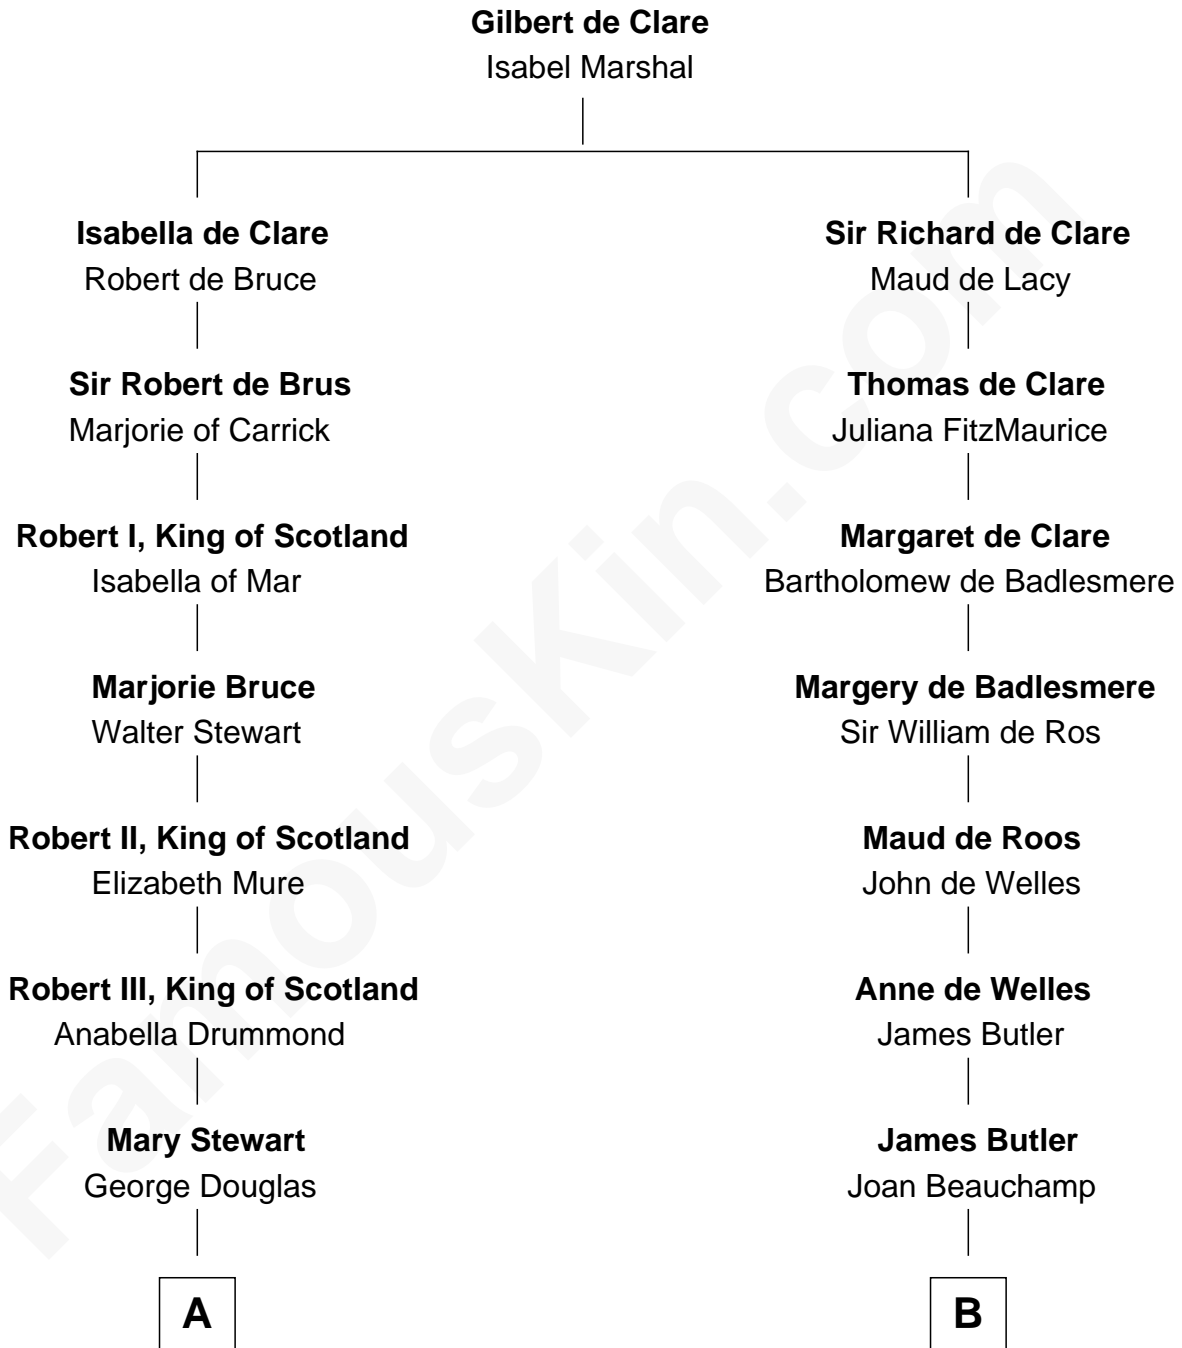 Gilbert de Clare
Isabel Marshal
Isabella de Clare
Robert de Bruce
Sir Richard de Clare
Maud de Lacy
Sir Robert de Brus
Marjorie of Carrick
Thomas de Clare
Juliana FitzMaurice
Robert I, King of Scotland
Isabella of Mar
Margaret de Clare
Bartholomew de Badlesmere
Marjorie Bruce
Walter Stewart
Margery de Badlesmere
Sir William de Ros
Robert II, King of Scotland
Elizabeth Mure
Maud de Roos
John de Welles
Robert III, King of Scotland
Anabella Drummond
Anne de Welles
James Butler
Mary Stewart
George Douglas
James Butler
Joan Beauchamp
A
B
FamousKin.com